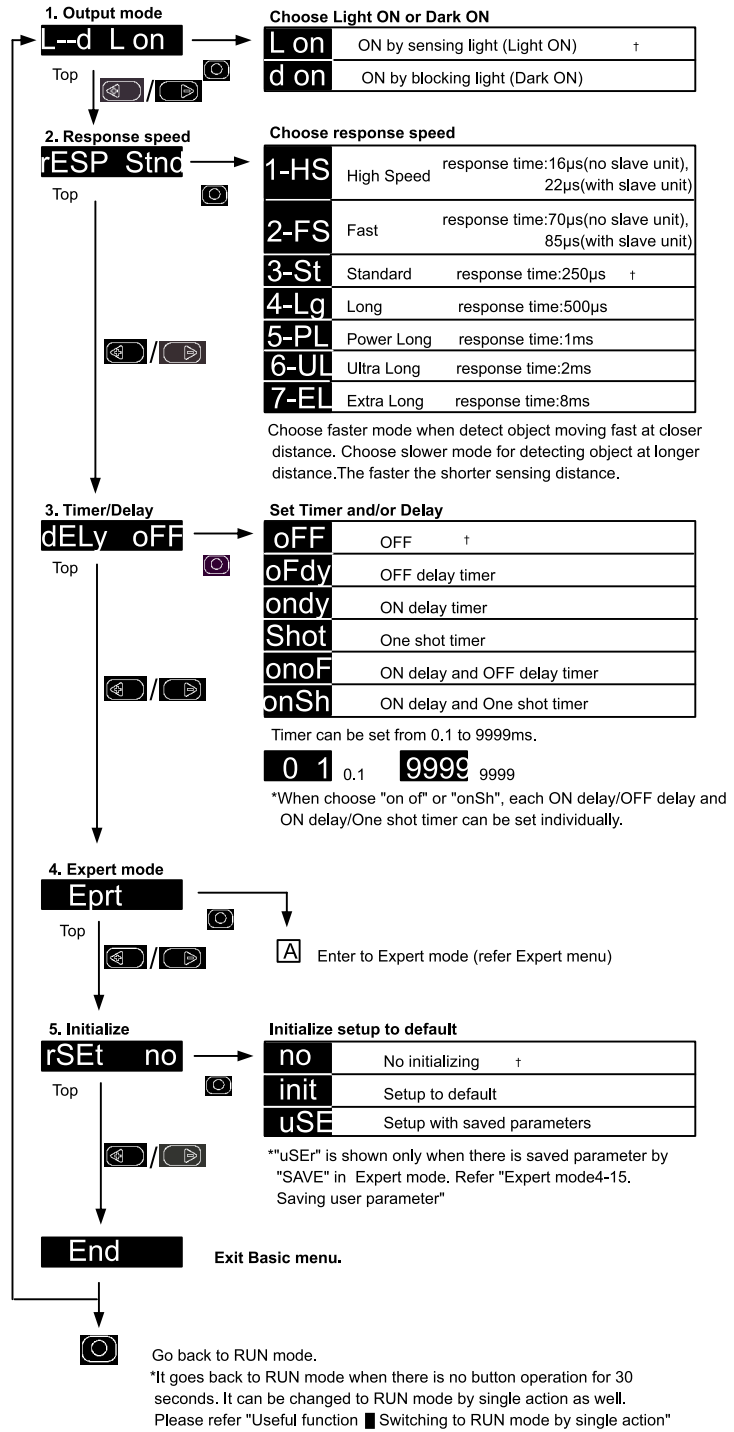 1. Output mode
Choose Light ON or Dark ON
L--d L on
L on ON by sensing light (Light ON) †
d on ON by blocking light (Dark ON)
Top
/
2. Response speed
Choose response speed
rESP Stnd
1-HS High Speed response time:16µs(no slave unit),
22µs(with slave unit)
Top
2-FS Fast response time:70µs(no slave unit),
85µs(with slave unit)
3-St Standard response time:250µs †
4-Lg Long response time:500µs
5-PL Power Long response time:1ms
6-UL Ultra Long response time:2ms
7-EL Extra Long response time:8ms
/
Choose faster mode when detect object moving fast at closer
distance. Choose slower mode for detecting object at longer
distance.The faster the shorter sensing distance.
3. Timer/Delay
Set Timer and/or Delay
dELy oFF
oFF OFF †
Top
oFdy OFF delay timer
ondy ON delay timer
Shot One shot timer
onoF ON delay and OFF delay timer
onSh ON delay and One shot timer
/
Timer can be set from 0.1 to 9999ms.
0 1 0.1 9999 9999
*When choose "on of" or "onSh", each ON delay/OFF delay and
ON delay/One shot timer can be set individually.
4. Expert mode
Eprt
Top
/
A Enter to Expert mode (refer Expert menu)
5. Initialize
Initialize setup to default
rSEt no
no No initializing †
Top
init Setup to default
uSE Setup with saved parameters
/
*"uSEr" is shown only when there is saved parameter by
"SAVE" in Expert mode. Refer "Expert mode4-15.
Saving user parameter"
End
Exit Basic menu.
Go back to RUN mode.
*It goes back to RUN mode when there is no button operation for 30
seconds. It can be changed to RUN mode by single action as well.
Please refer "Useful function █ Switching to RUN mode by single action"